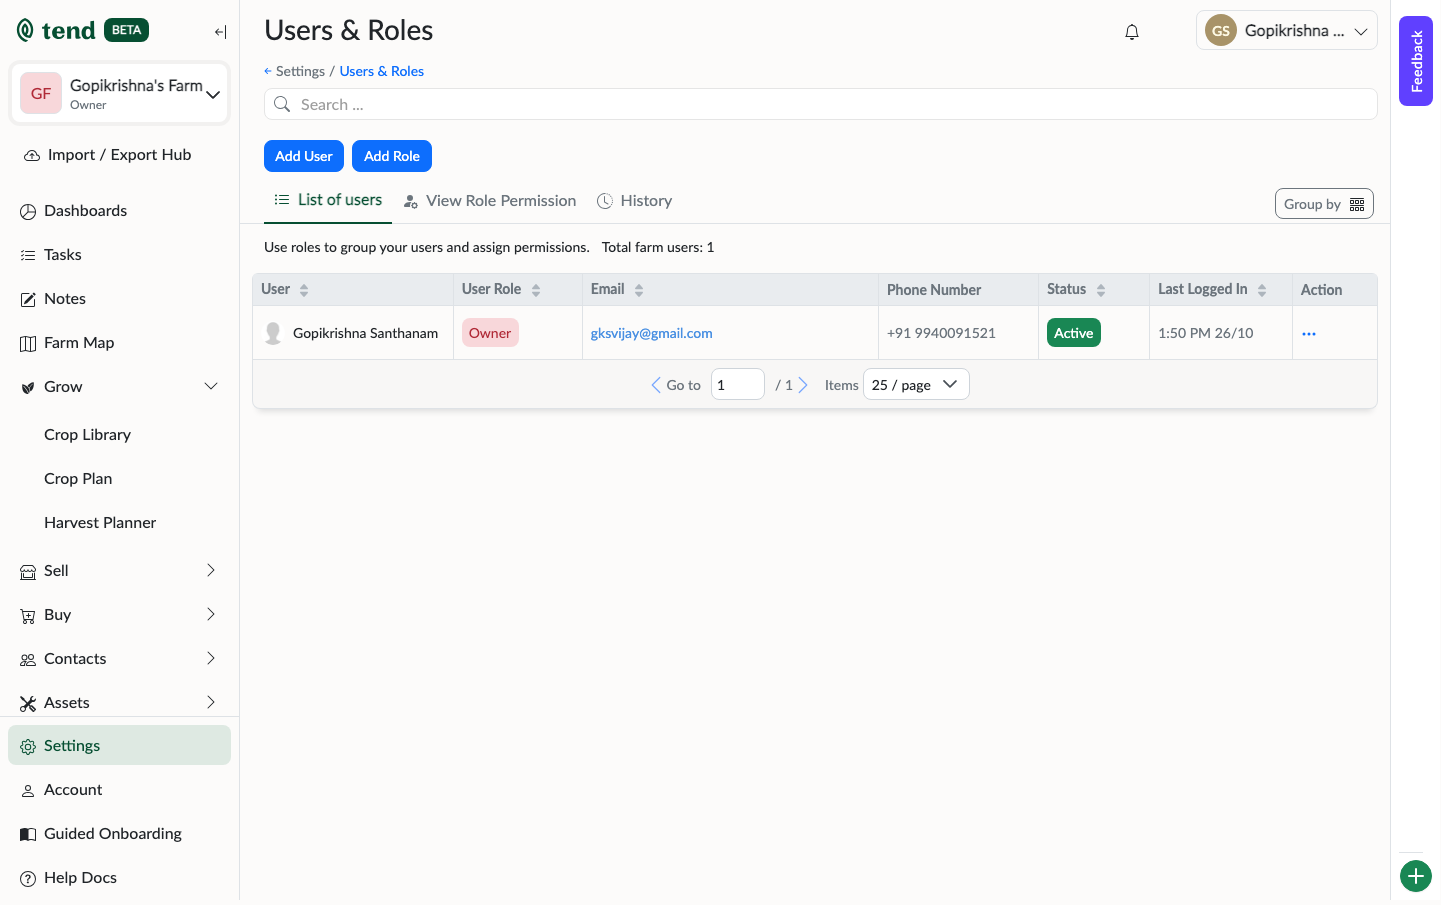 tend BETA
GF Gopikrishna's Farm
Owner
Import / Export Hub
Dashboards
Tasks
Notes
Farm Map
Grow
Crop Library
Crop Plan
Harvest Planner
Sell
Buy
Contacts
Assets
Settings
Account
Guided Onboarding
Help Docs
Users & Roles
GS Gopikrishna ...
Settings / Users & Roles
Search ...
Add User Add Role
List of users View Role Permission History Group by
Use roles to group your users and assign permissions. Total farm users: 1
User User Role Email Phone Number Status Last Logged In Action
Gopikrishna Santhanam Owner gksvijay@gmail.com +91 9940091521 Active 1:50 PM 26/10 ...
Go to 1 / 1 Items 25 / page
Feedback